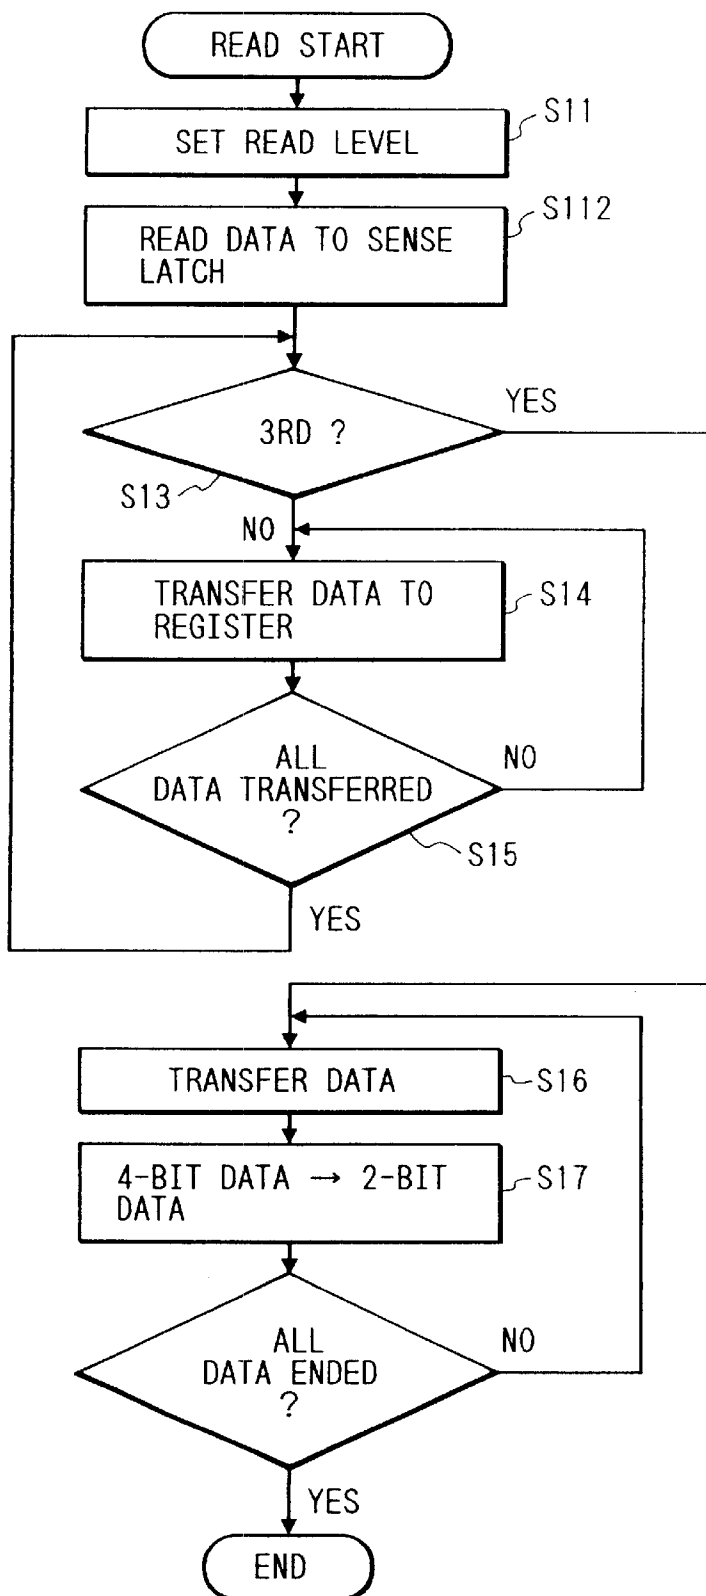 READ START
S11
SET READ LEVEL
S112
READ DATA TO SENSE
LATCH
YES
3RD ?
S13
NO
TRANSFER DATA TO
REGISTER
S14
ALL
DATA TRANSFERRED
?
NO
S15
YES
TRANSFER DATA
S16
4-BIT DATA → 2-BIT
DATA
S17
ALL
DATA ENDED
?
NO
YES
END